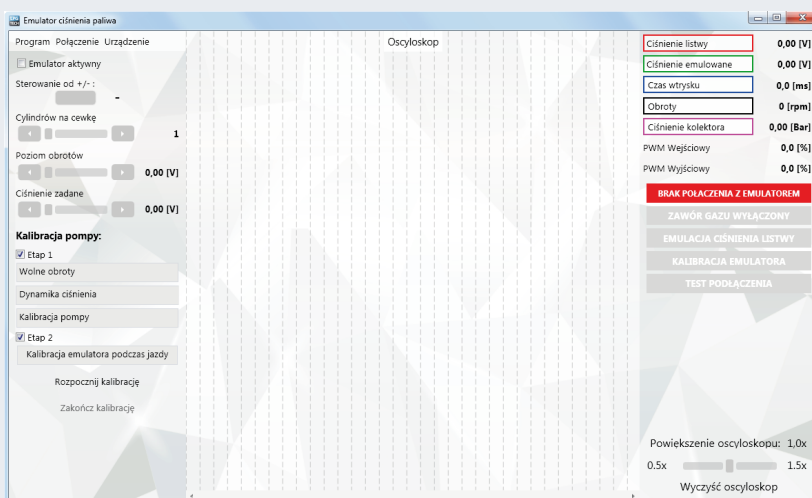 Emulator ciśnienia paliwa
Program Połączenie Urządzenie
Emulator aktywny
Sterowanie od +/- :
-
Cylindrów na cewkę
1
Poziom obrotów
0,00 [V]
Ciśnienie zadane
0,00 [V]
Kalibracja pompy:
Etap 1
Wolne obroty
Dynamika ciśnienia
Kalibracja pompy
Etap 2
Kalibracja emulatora podczas jazdy
Rozpocznij kalibrację
Zakończ kalibrację
Oscyloskop
Ciśnienie listwy 0,00 [V]
Ciśnienie emulowane 0,00 [V]
Czas wtrysku 0,0 [ms]
Obroty 0 [rpm]
Ciśnienie kolektora 0,00 [Bar]
PWM Wejściowy 0,0 [%]
PWM Wyjściowy 0,0 [%]
BRAK POŁACZENIA Z EMULATOREM
ZAWÓR GAZU WYŁĄCZONY
EMULACJA CIŚNIENIA LISTWY
KALIBRACJA EMULATORA
TEST PODŁĄCZENIA
Powiększenie oscyloskopu: 1,0x
0.5x 1.5x
Wyczyść oscyloskop